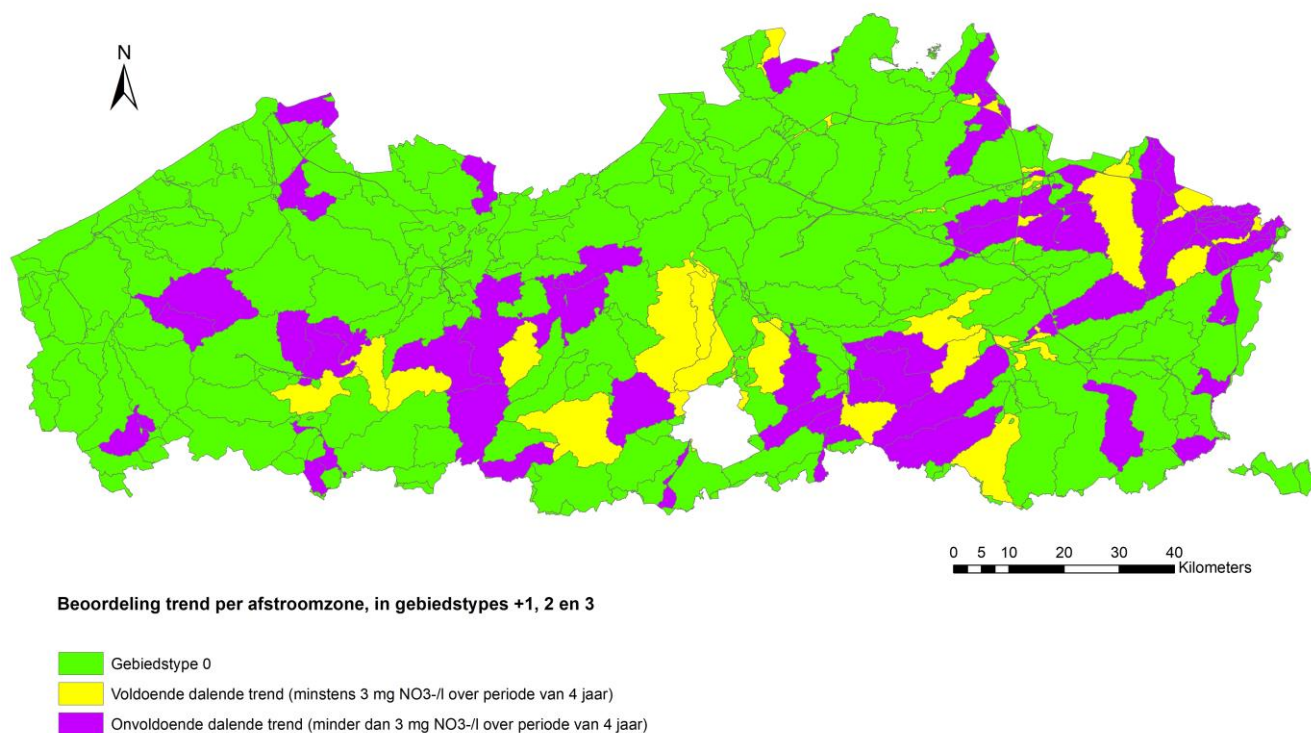 N
0 5 10 20 30 40
Kilometers
Beoordeling trend per afstroomzone, in gebiedstypes +1, 2 en 3
Gebiedstype 0
Voldoende dalende trend (minstens 3 mg NO3-/l over periode van 4 jaar)
Onvoldoende dalende trend (minder dan 3 mg NO3-/l over periode van 4 jaar)